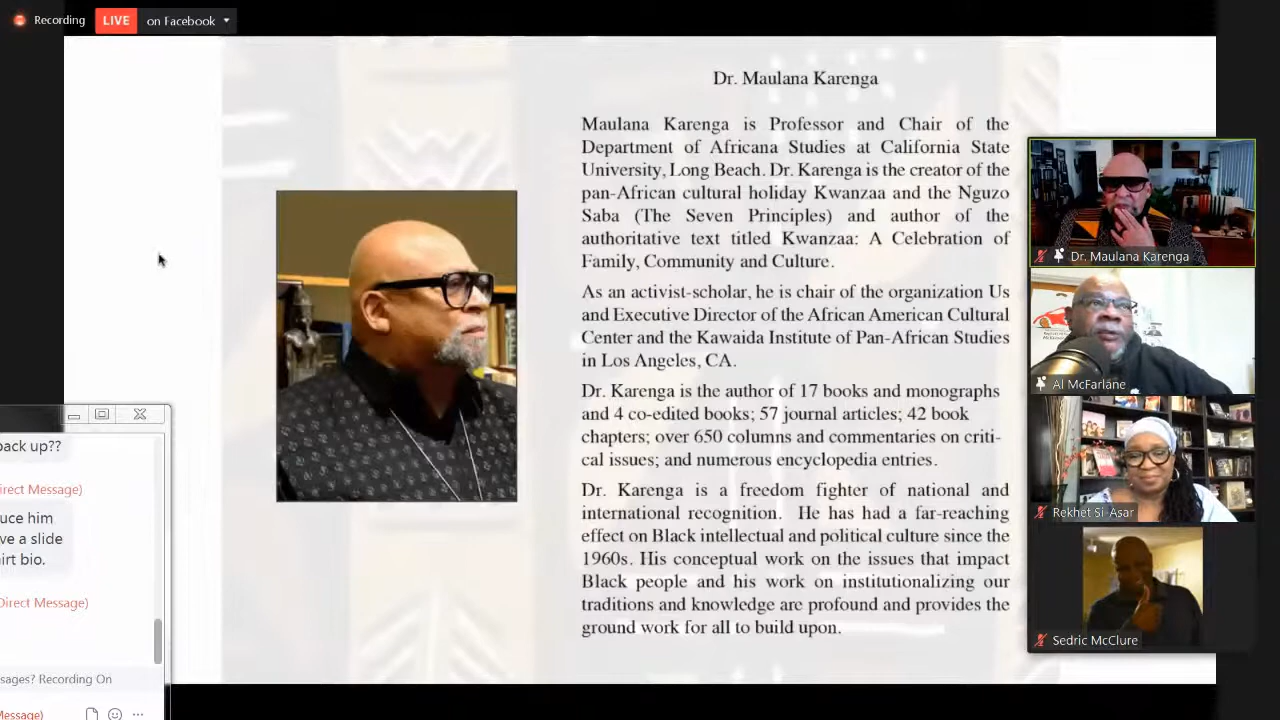 Recording
LIVE
on Facebook
Dr. Maulana Karenga
Maulana Karenga is Professor and Chair of the
Department of Africana Studies at California State
University, Long Beach. Dr. Karenga is the creator of the
pan-African cultural holiday Kwanzaa and the Nguzo
Saba (The Seven Principles) and author of the
authoritative text titled Kwanzaa: A Celebration of
Family, Community and Culture.
As an activist-scholar, he is chair of the organization Us
and Executive Director of the African American Cultural
Center and the Kawaida Institute of Pan-African Studies
in Los Angeles, CA.
Dr. Karenga is the author of 17 books and monographs
and 4 co-edited books; 57 journal articles; 42 book
chapters; over 650 columns and commentaries on criti-
cal issues; and numerous encyclopedia entries.
Dr. Karenga is a freedom fighter of national and
international recognition. He has had a far-reaching
effect on Black intellectual and political culture since the
1960s. His conceptual work on the issues that impact
Black people and his work on institutionalizing our
traditions and knowledge are profound and provides the
ground work for all to build upon.
Dr. Maulana Karenga
Al McFarlane
Rekhet Si-Asar
Sedric McClure
back up??
irect Message)
uce him
ve a slide
irt bio.
Direct Message)
sages? Recording On
Message)